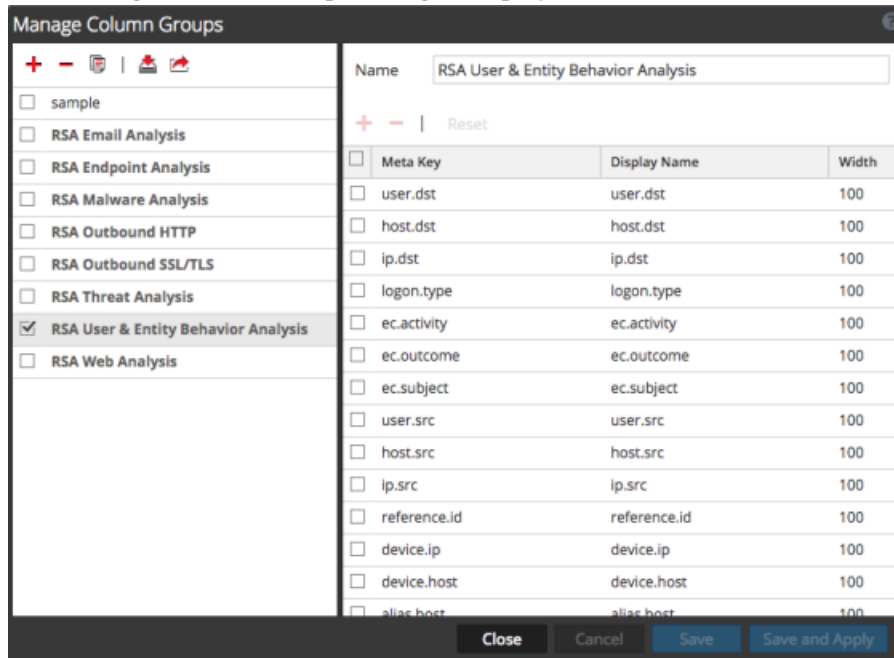 Manage Column Groups
sample
RSA Email Analysis
RSA Endpoint Analysis
RSA Malware Analysis
RSA Outbound HTTP
RSA Outbound SSL/TLS
RSA Threat Analysis
RSA User & Entity Behavior Analysis
RSA Web Analysis
Name RSA User & Entity Behavior Analysis
Reset
Meta Key Display Name Width
user.dst user.dst 100
host.dst host.dst 100
ip.dst ip.dst 100
logon.type logon.type 100
ec.activity ec.activity 100
ec.outcome ec.outcome 100
ec.subject ec.subject 100
user.src user.src 100
host.src host.src 100
ip.src ip.src 100
reference.id reference.id 100
device.ip device.ip 100
device.host device.host 100
alias.host alias.host 100
Close Cancel Save Save and Apply